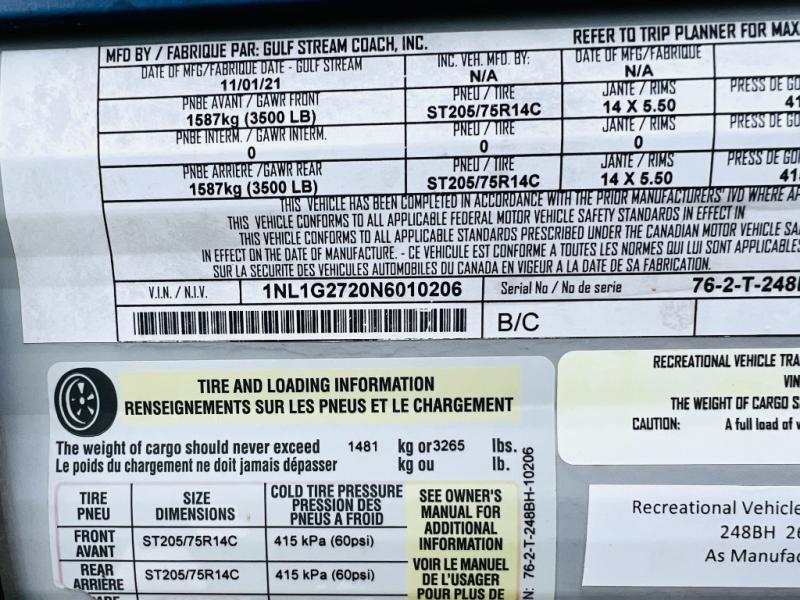 REFER TO TRIP PLANNER FOR MAX
MFD BY / FABRIQUE PAR: GULF STREAM COACH, INC.
DATE OF MFG/FABRIQUE DATE - GULF STREAM INC. VEH. MFD. BY: DATE OF MFG/FABRIQUE
11/01/21 N/A N/A
PNBE AVANT / GAWR FRONT PNEU / TIRE JANTE / RIMS PRESS DE
1587kg (3500 LB) ST205/75R14C 14 X 5.50
PNBE INTERM. / GAWR INTERM. PNEU / TIRE JANTE / RIMS PRESS DE
0 0 0
PNBE ARRIERE / GAWR REAR PNEU / TIRE JANTE / RIMS PRESS DE
1587kg (3500 LB) ST205/75R14C 14 X 5.50
THIS VEHICLE HAS BEEN COMPLETED IN ACCORDANCE WITH THE PRIOR MANUFACTURERS' IVD WHERE
THIS VEHICLE CONFORMS TO ALL APPLICABLE FEDERAL MOTOR VEHICLE SAFETY STANDARDS IN EFFECT IN
THIS VEHICLE CONFORMS TO ALL APPLICABLE STANDARDS PRESCRIBED UNDER THE CANADIAN MOTOR VEHICLE
IN EFFECT ON THE DATE OF MANUFACTURE. - CE VEHICULE EST CONFORME A TOUTES LES NORMES QUI LUI SONT APPLICABLES
SUR LA SECURITE DES VEHICULES AUTOMOBILES DU CANADA EN VIGEUR A LA DATE DE SA FABRICATION.
V.I.N. / N.I.V. 1NL1G2720N6010206 Serial No / No de serie 76-2-T-248
B/C
TIRE AND LOADING INFORMATION
RENSEIGNEMENTS SUR LES PNEUS ET LE CHARGEMENT
The weight of cargo should never exceed 1481 kg or 3265 lbs.
Le poids du chargement ne doit jamais dépasser kg ou lb.
TIRE SIZE COLD TIRE PRESSURE
PNEU DIMENSIONS PRESSION DES
PNEUS A FROID
FRONT ST205/75R14C 415 kPa (60psi)
AVANT
REAR ST205/75R14C 415 kPa (60psi)
ARRIÈRE
SEE OWNER'S
MANUAL FOR
ADDITIONAL
INFORMATION
VOIR LE MANUEL
DE L'USAGER
POUR PLUS DE
76-2-T-248BH-10206
RECREATIONAL VEHICLE TRA
VIN
THE WEIGHT OF CARGO
CAUTION: A full load of
Recreational Vehicle
248BH 26
As Manufac